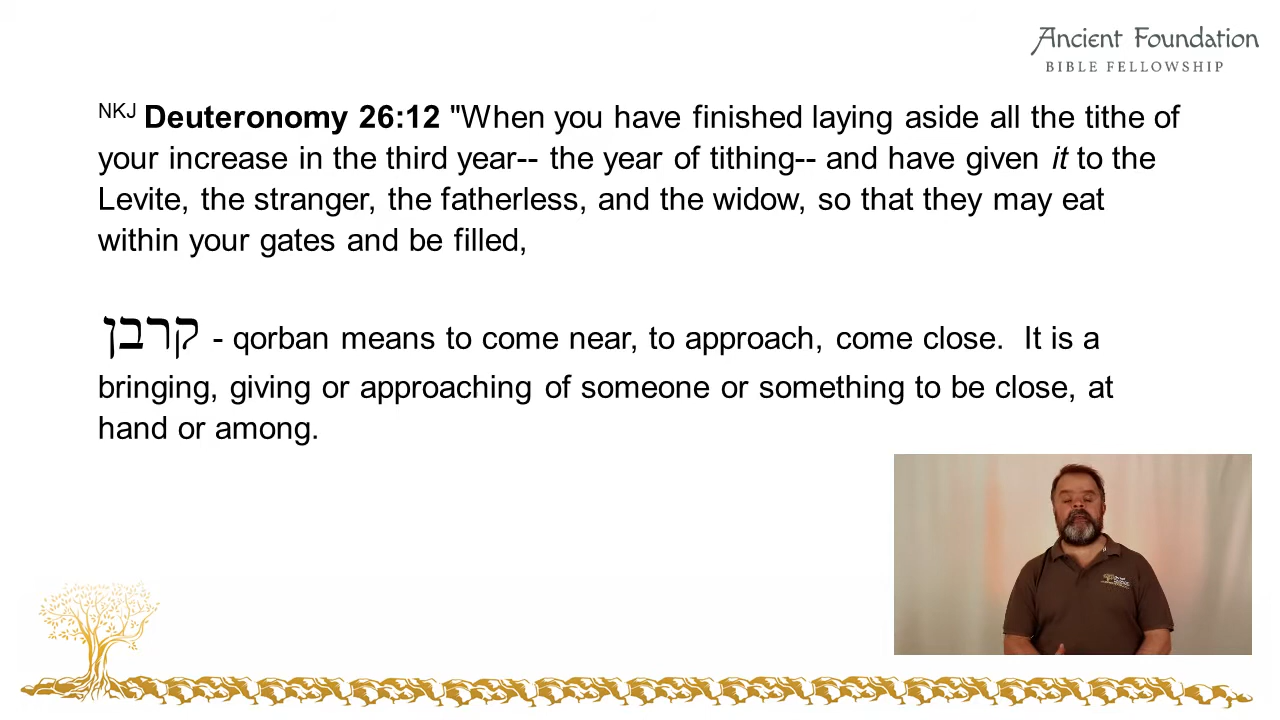 Ancient Foundation
BIBLE FELLOWSHIP
NKJ Deuteronomy 26:12 "When you have finished laying aside all the tithe of
your increase in the third year-- the year of tithing-- and have given it to the
Levite, the stranger, the fatherless, and the widow, so that they may eat
within your gates and be filled,
קרבן - qorban means to come near, to approach, come close. It is a
bringing, giving or approaching of someone or something to be close, at
hand or among.